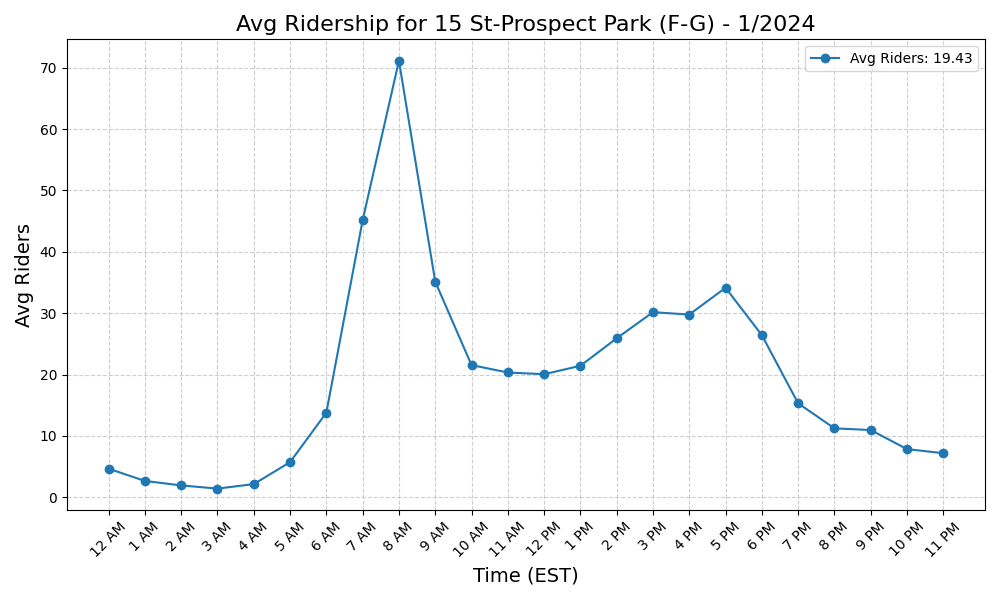 Avg Ridership for 15 St-Prospect Park (F-G) - 1/2024
Avg Riders: 19.43
Avg Riders
70
60
50
40
30
20
10
0
12 AM
1 AM
2 AM
3 AM
4 AM
5 AM
6 AM
7 AM
8 AM
9 AM
10 AM
11 AM
12 PM
1 PM
2 PM
3 PM
4 PM
5 PM
6 PM
7 PM
8 PM
9 PM
10 PM
11 PM
Time (EST)